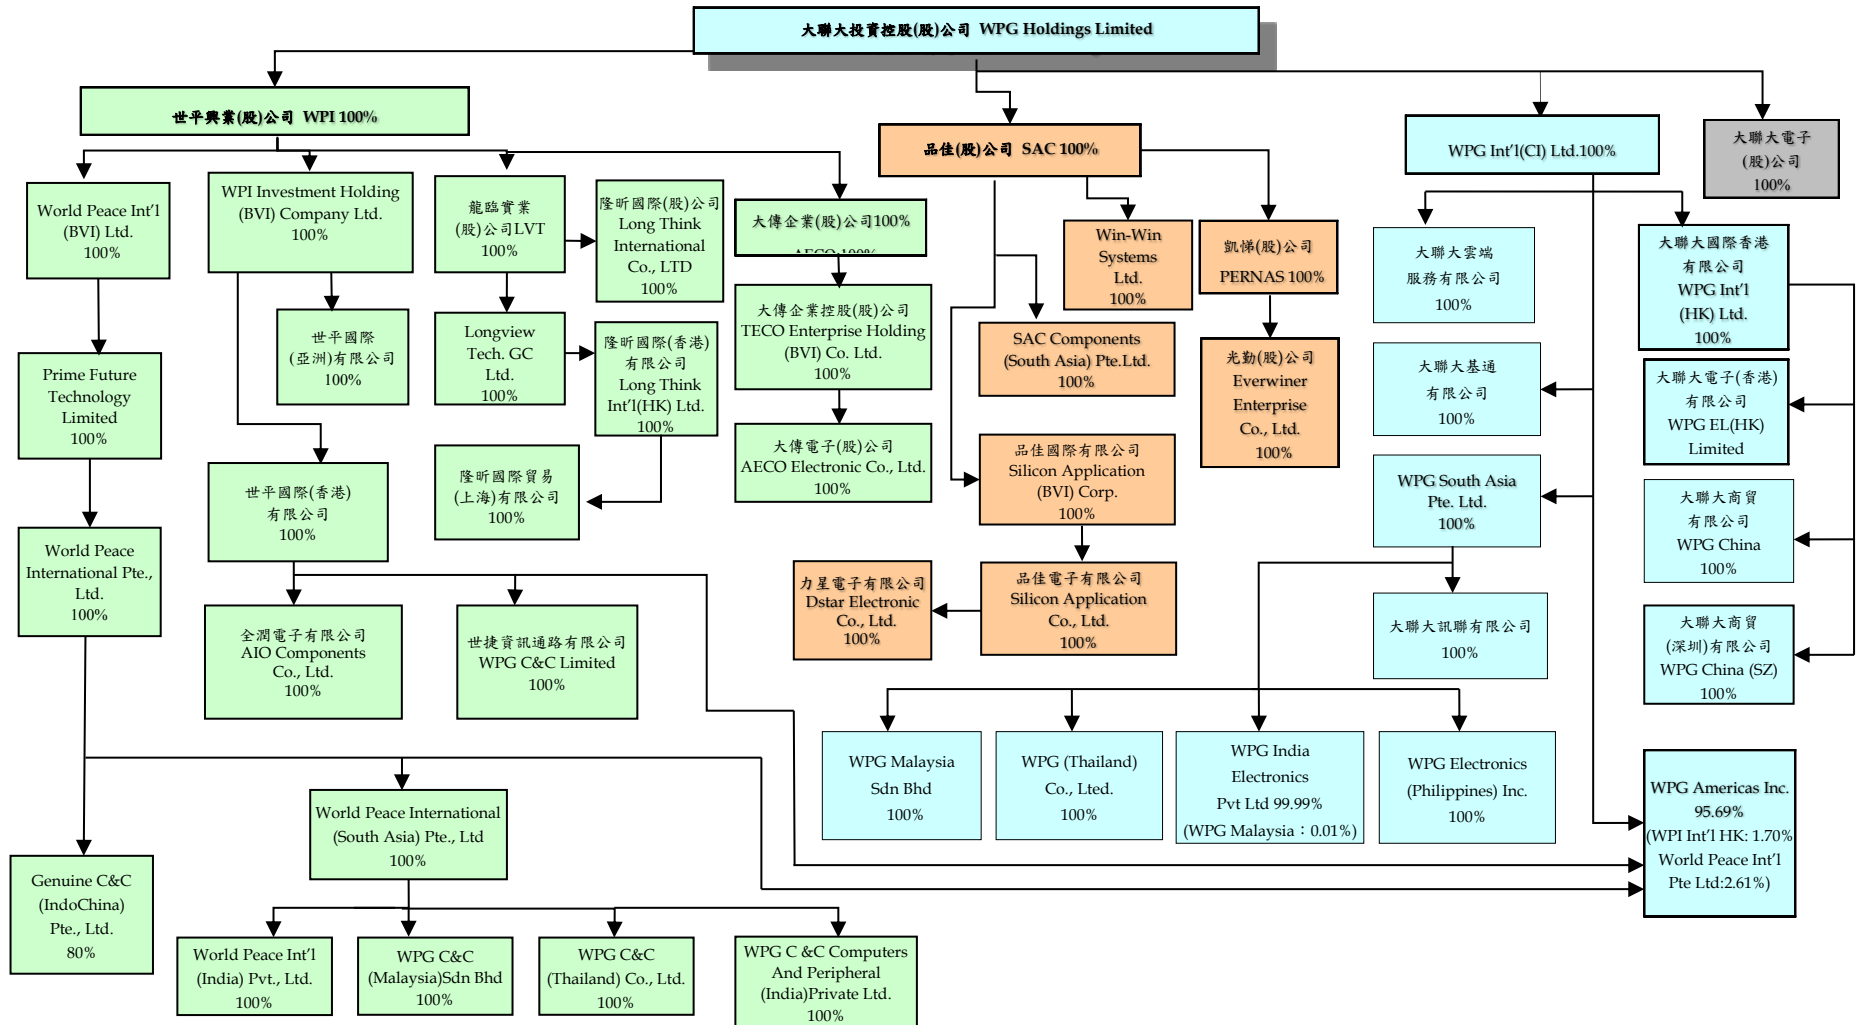 大聯大投資控股(股)公司 WPG Holdings Limited
世平興業(股)公司 WPI 100%
品佳(股)公司 SAC 100%
WPG Int'l(CI) Ltd.100%
大聯大電子
(股)公司
100%
World Peace Int'l
(BVI) Ltd.
100%
WPI Investment Holding
(BVI) Company Ltd.
100%
龍臨實業
(股)公司LVT
100%
隆昕國際(股)公司
Long Think
International
Co., LTD
100%
大傳企業(股)公司100%
AECO 100%
Win-Win
Systems
Ltd.
100%
凱悌(股)公司
PERNAS 100%
大聯大雲端
服務有限公司
100%
大聯大國際香港
有限公司
WPG Int'l
(HK) Ltd.
100%
世平國際
(亞洲)有限公司
100%
Longview
Tech. GC
Ltd.
100%
隆昕國際(香港)
有限公司
Long Think
Int'l(HK) Ltd.
100%
大傳企業控股(股)公司
TECO Enterprise Holding
(BVI) Co. Ltd.
100%
SAC Components
(South Asia) Pte.Ltd.
100%
光勤(股)公司
Everwiner
Enterprise
Co., Ltd.
100%
大聯大基通
有限公司
100%
大聯大電子(香港)
有限公司
WPG EL(HK)
Limited
Prime Future
Technology
Limited
100%
世平國際(香港)
有限公司
100%
隆昕國際貿易
(上海)有限公司
100%
大傳電子(股)公司
AECO Electronic Co., Ltd.
100%
品佳國際有限公司
Silicon Application
(BVI) Corp.
100%
WPG South Asia
Pte. Ltd.
100%
大聯大商貿
有限公司
WPG China
100%
World Peace
International Pte.,
Ltd.
100%
全潤電子有限公司
AIO Components
Co., Ltd.
100%
世捷資訊通路有限公司
WPG C&C Limited
100%
力星電子有限公司
Dstar Electronic
Co., Ltd.
100%
品佳電子有限公司
Silicon Application
Co., Ltd.
100%
大聯大訊聯有限公司
100%
大聯大商貿
(深圳)有限公司
WPG China (SZ)
100%
WPG Malaysia
Sdn Bhd
100%
WPG (Thailand)
Co., Lted.
100%
WPG India
Electronics
Pvt Ltd 99.99%
(WPG Malaysia：0.01%)
WPG Electronics
(Philippines) Inc.
100%
WPG Americas Inc.
95.69%
(WPI Int'l HK: 1.70%
World Peace Int'l
Pte Ltd:2.61%)
World Peace International
(South Asia) Pte., Ltd
100%
Genuine C&C
(IndoChina)
Pte., Ltd.
80%
World Peace Int'l
(India) Pvt., Ltd.
100%
WPG C&C
(Malaysia)Sdn Bhd
100%
WPG C&C
(Thailand) Co., Ltd.
100%
WPG C &C Computers
And Peripheral
(India)Private Ltd.
100%